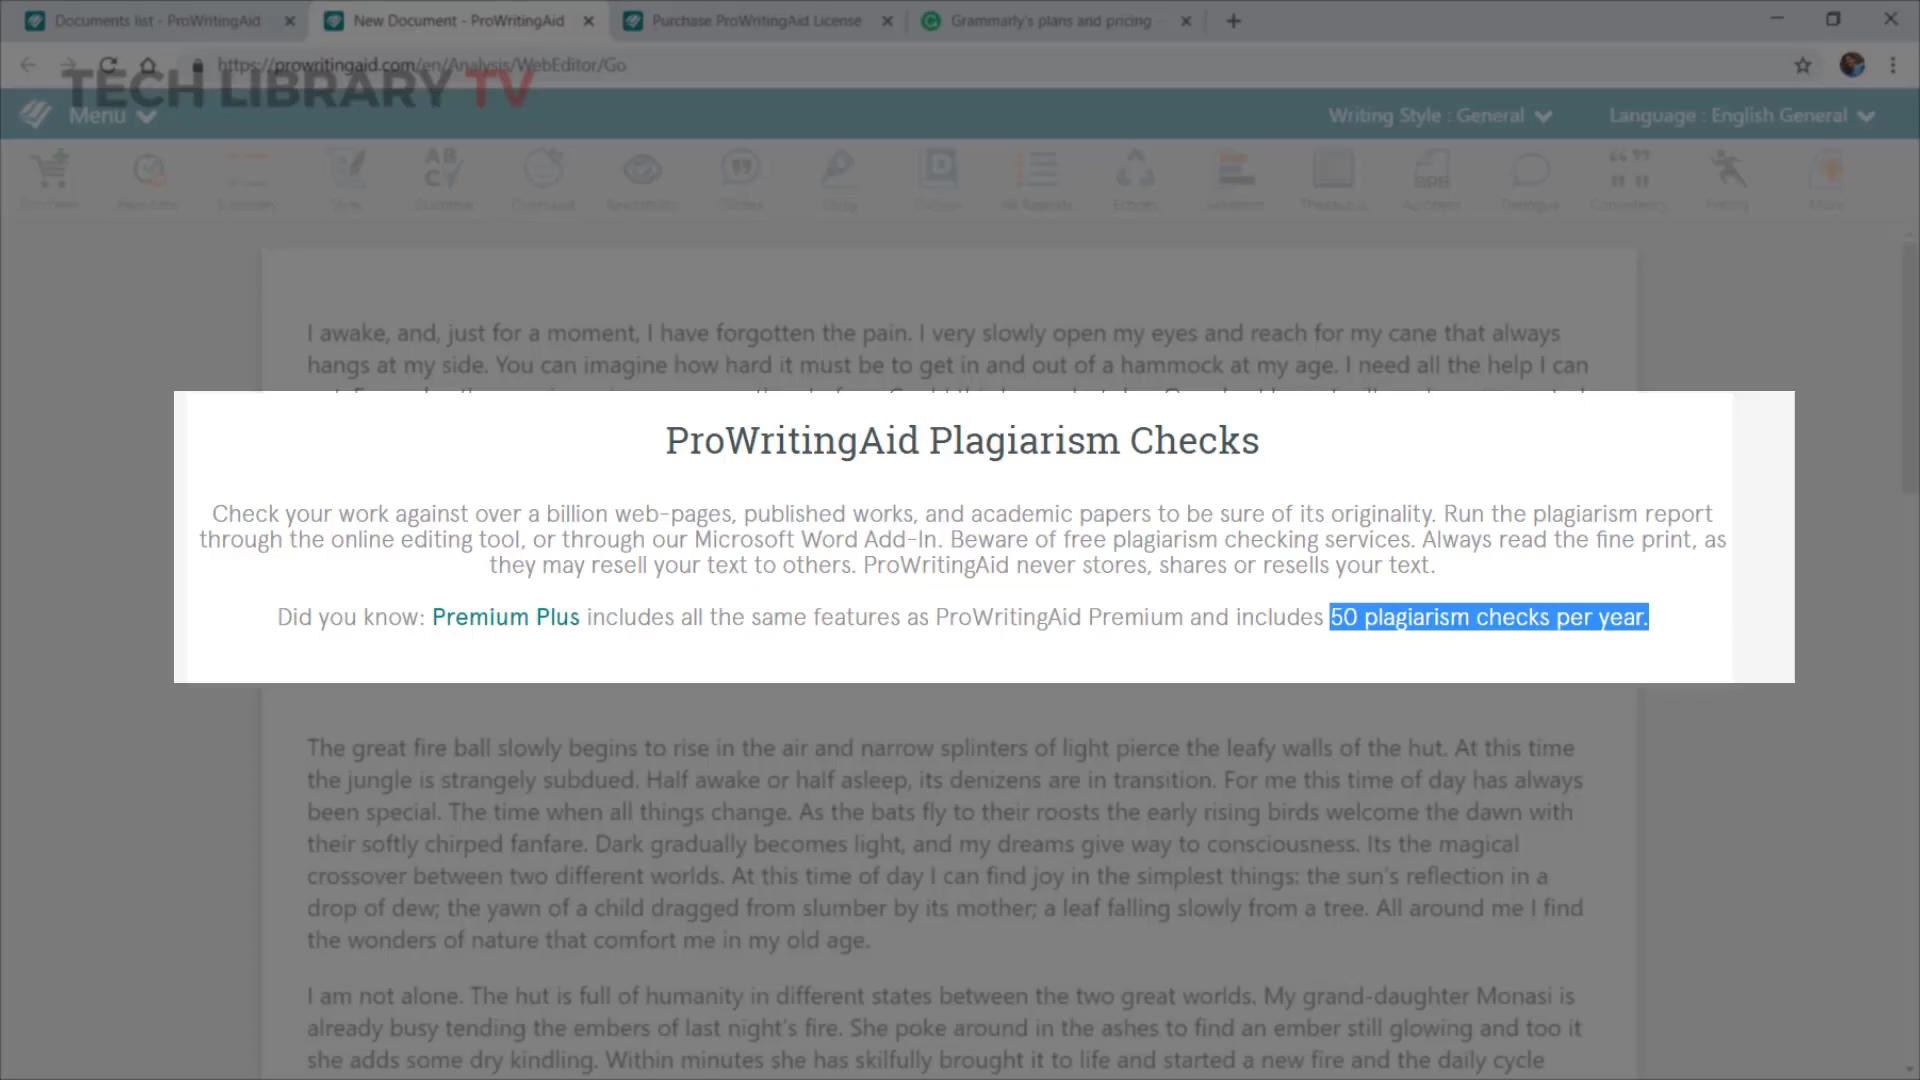 Documents list - ProWritingAid
New Document - ProWritingAid
Purchase ProWritingAid License
Grammarly's plans and pricing
https://prowritingaid.com/en/Analysis/WebEditor/Go
TECH LIBRARY TV
Menu
Writing Style : General
Language : English General
Summary
Style
Grammar
Thesaurus
Dialogue
Consistency
Pacing
More
I awake, and, just for a moment, I have forgotten the pain. I very slowly open my eyes and reach for my cane that always
hangs at my side. You can imagine how hard it must be to get in and out of a hammock at my age. I need all the help I can
ProWritingAid Plagiarism Checks
Check your work against over a billion web-pages, published works, and academic papers to be sure of its originality. Run the plagiarism report
through the online editing tool, or through our Microsoft Word Add-In. Beware of free plagiarism checking services. Always read the fine print, as
they may resell your text to others. ProWritingAid never stores, shares or resells your text.
Did you know: Premium Plus includes all the same features as ProWritingAid Premium and includes 50 plagiarism checks per year.
The great fire ball slowly begins to rise in the air and narrow splinters of light pierce the leafy walls of the hut. At this time
the jungle is strangely subdued. Half awake or half asleep, its denizens are in transition. For me this time of day has always
been special. The time when all things change. As the bats fly to their roosts the early rising birds welcome the dawn with
their softly chirped fanfare. Dark gradually becomes light, and my dreams give way to consciousness. Its the magical
crossover between two different worlds. At this time of day I can find joy in the simplest things: the sun's reflection in a
drop of dew; the yawn of a child dragged from slumber by its mother; a leaf falling slowly from a tree. All around me I find
the wonders of nature that comfort me in my old age.
I am not alone. The hut is full of humanity in different states between the two great worlds. My grand-daughter Monasi is
already busy tending the embers of last night's fire. She poke around in the ashes to find an ember still glowing and too it
she adds some dry kindling. Within minutes she has skilfully brought it to life and started a new fire and the daily cycle